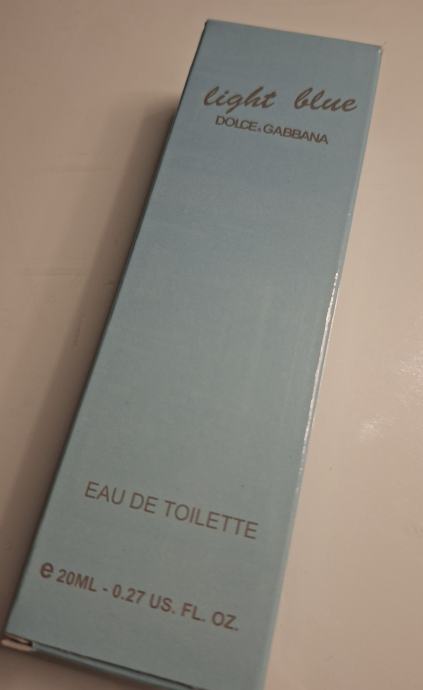 light blue
DOLCE & GABBANA
EAU DE TOILETTE
e 20ML - 0.27 US. FL. OZ.